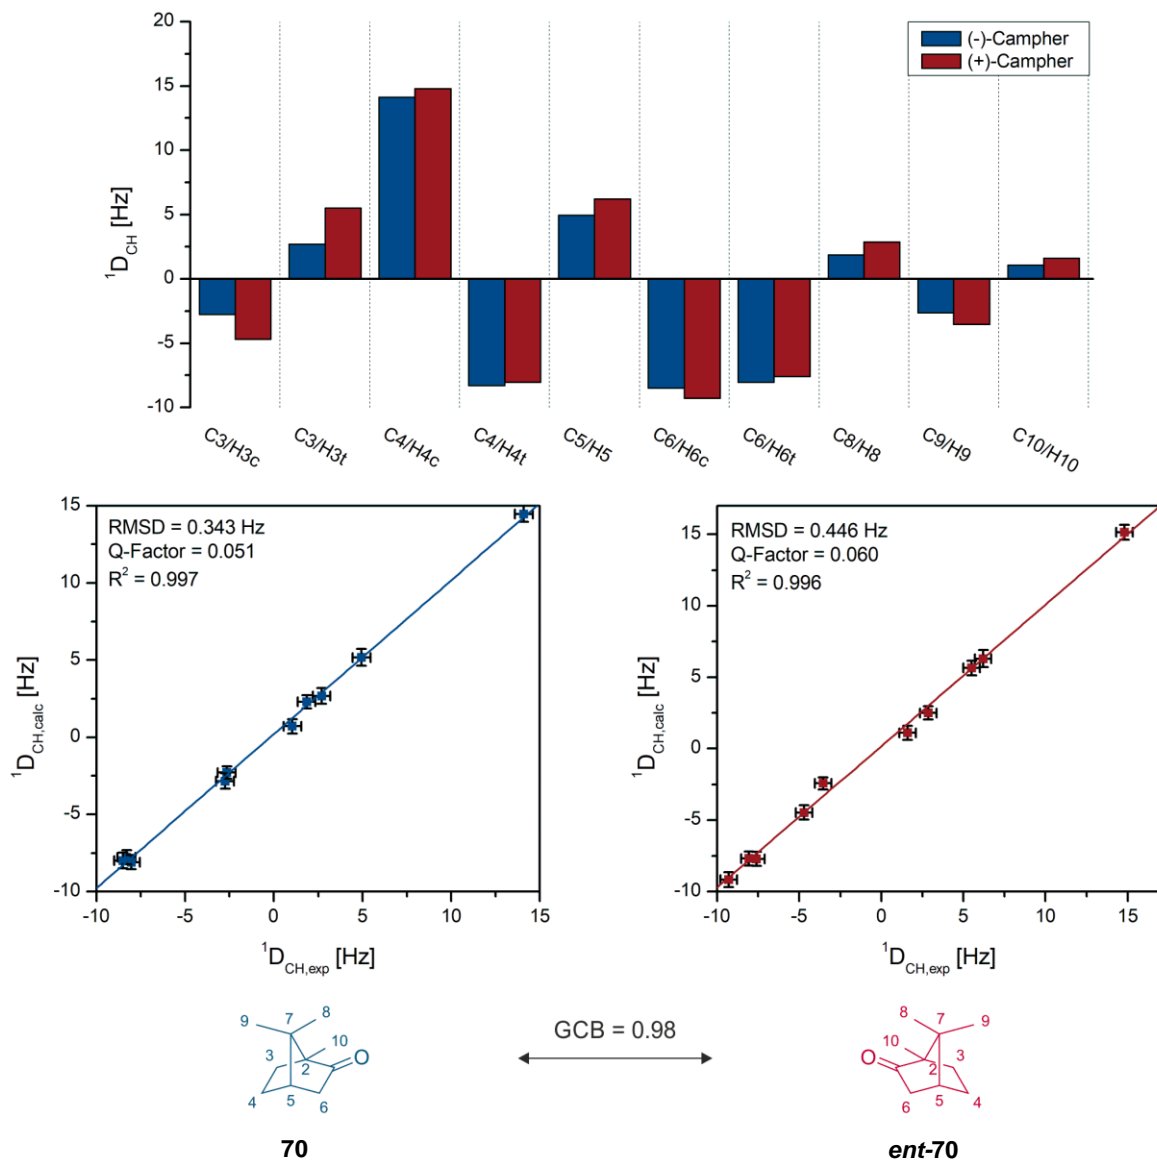 20
15
10
5
0
-5
-10
¹D_CH [Hz]
(-)-Campher
(+)-Campher
C3/H3c
C3/H3t
C4/H4c
C4/H4t
C5/H5
C6/H6c
C6/H6t
C8/H8
C9/H9
C10/H10
RMSD = 0.343 Hz
Q-Factor = 0.051
R² = 0.997
15
10
5
0
-5
-10
¹D_CH,calc [Hz]
-10 -5 0 5 10 15
¹D_CH,exp [Hz]
RMSD = 0.446 Hz
Q-Factor = 0.060
R² = 0.996
15
10
5
0
-5
-10
¹D_CH,calc [Hz]
-10 -5 0 5 10 15
¹D_CH,exp [Hz]
9 7 8
10
3 2 O
4 5 6
70
GCB = 0.98
8 7 9
10
O 2 3
6 5 4
ent-70